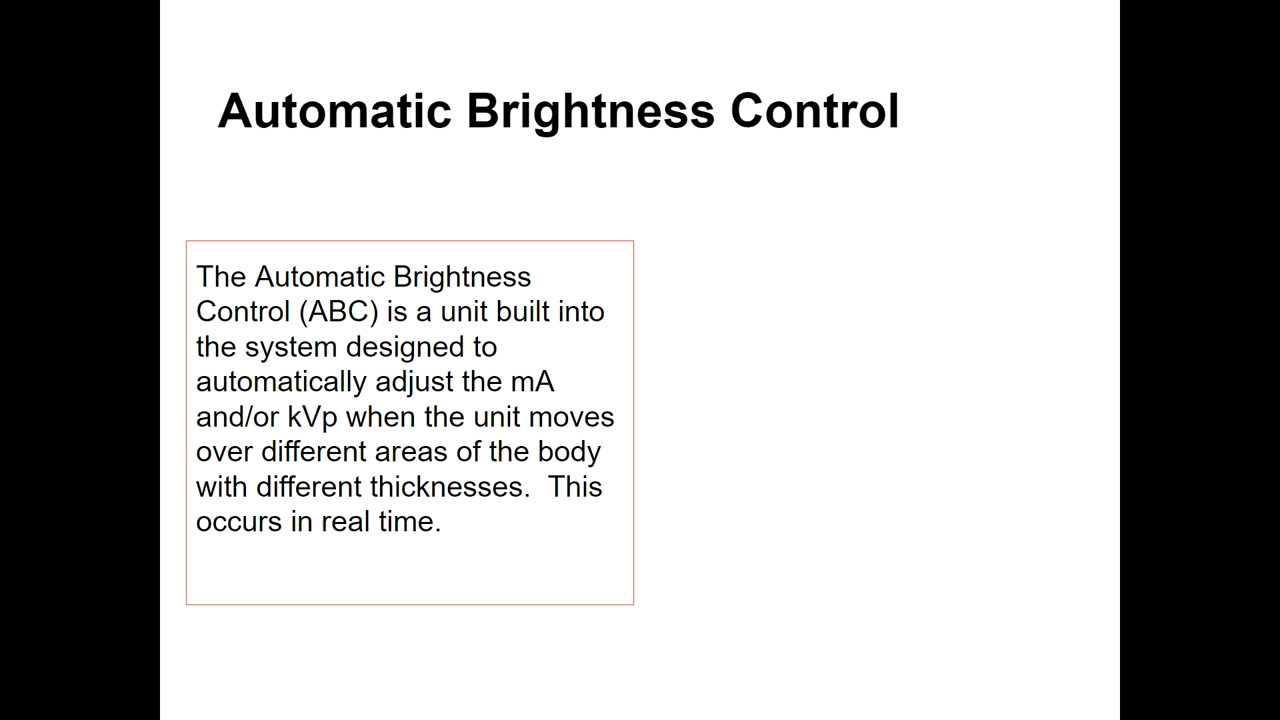 Automatic Brightness Control
The Automatic Brightness
Control (ABC) is a unit built into
the system designed to
automatically adjust the mA
and/or kVp when the unit moves
over different areas of the body
with different thicknesses.  This
occurs in real time.